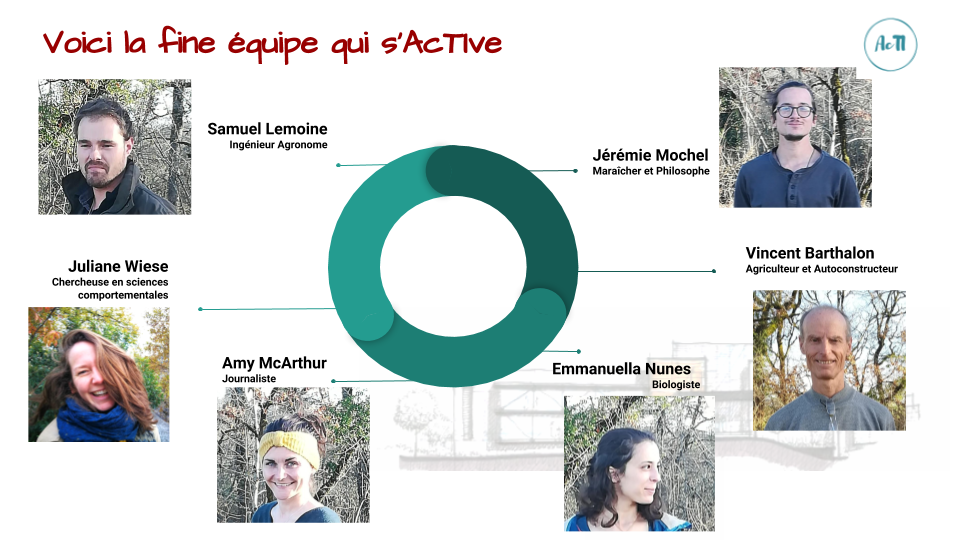 Voici la fine équipe qui s'AcTIve
AcTI
Samuel Lemoine
Ingénieur Agronome
Jérémie Mochel
Maraîcher et Philosophe
Vincent Barthalon
Agriculteur et Autoconstructeur
Juliane Wiese
Chercheuse en sciences
comportementales
Amy McArthur
Journaliste
Emmanuella Nunes
Biologiste